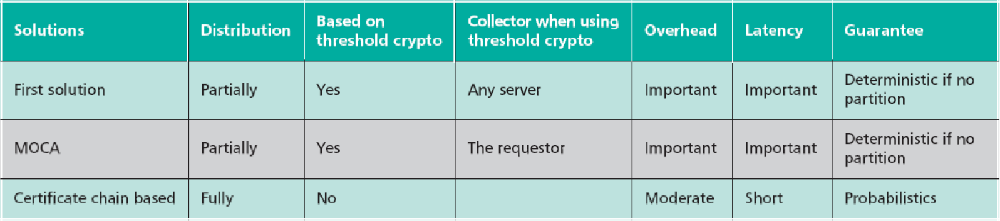 Solutions
Distribution
Based on
threshold crypto
Collector when using
threshold crypto
Overhead
Latency
Guarantee
First solution
Partially
Yes
Any server
Important
Important
Deterministic if no
partition
MOCA
Partially
Yes
The requestor
Important
Important
Deterministic if no
partition
Certificate chain based
Fully
No
Moderate
Short
Probabilistics